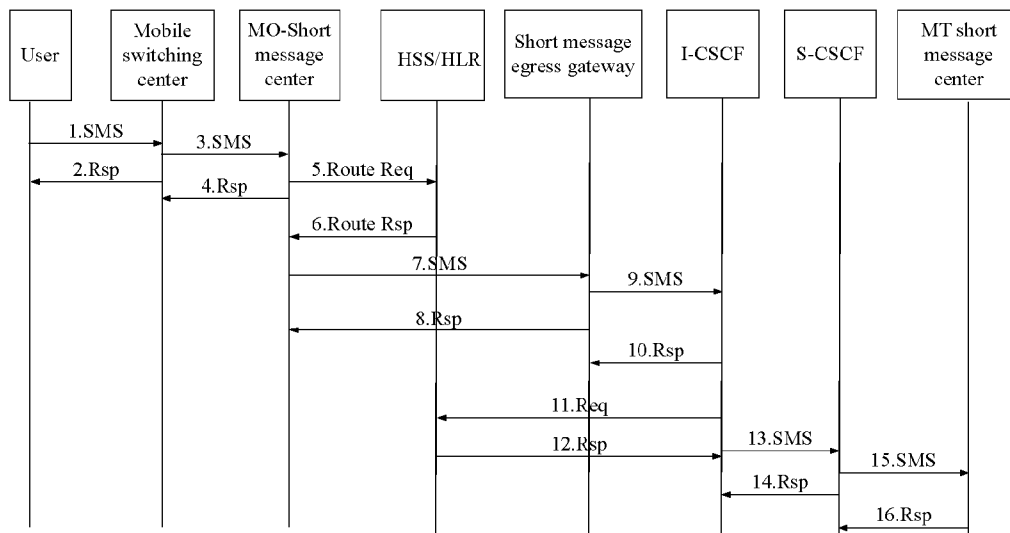 User
Mobile
switching
center
MO-Short
message
center
HSS/HLR
Short message
egress gateway
I-CSCF
S-CSCF
MT short
message
center
1.SMS
3.SMS
2.Rsp
4.Rsp
5.Route Req
6.Route Rsp
7.SMS
9.SMS
8.Rsp
10.Rsp
11.Req
12.Rsp
13.SMS
15.SMS
14.Rsp
16.Rsp